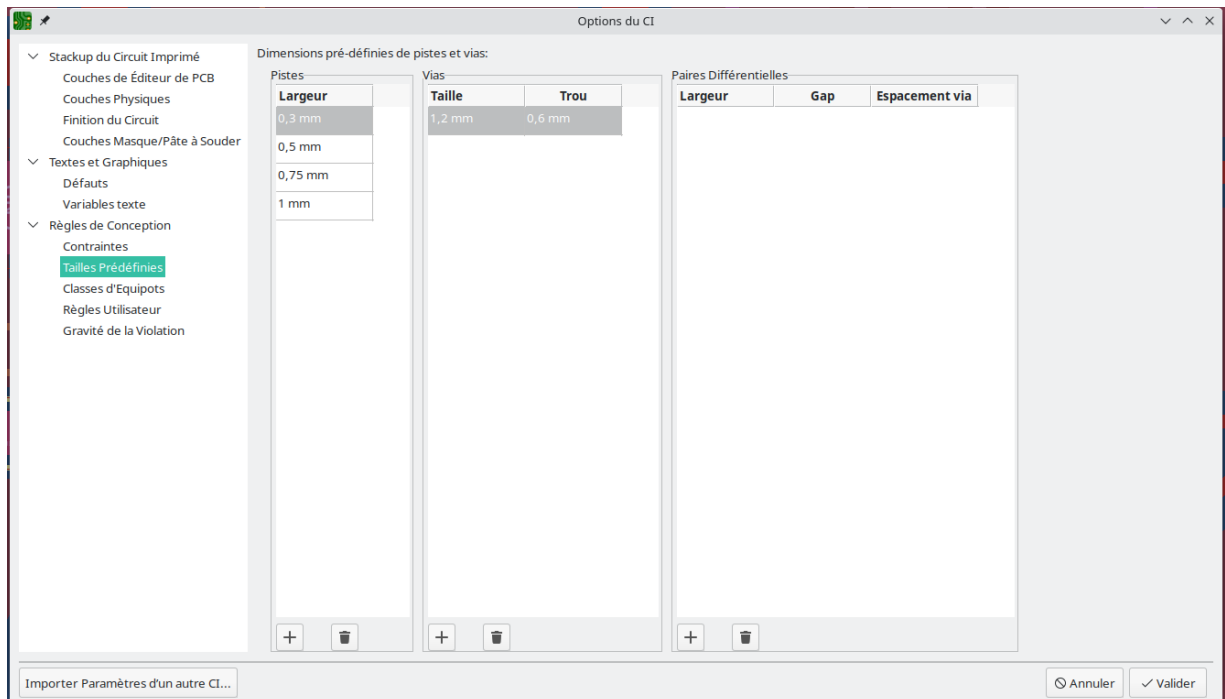 Options du CI
Stackup du Circuit Imprimé
Couches de Éditeur de PCB
Couches Physiques
Finition du Circuit
Couches Masque/Pâte à Souder
Textes et Graphiques
Défauts
Variables texte
Règles de Conception
Contraintes
Tailles Prédéfinies
Classes d'Equipots
Règles Utilisateur
Gravité de la Violation
Dimensions pré-définies de pistes et vias:
Pistes
Largeur
0,3 mm
0,5 mm
0,75 mm
1 mm
Vias
Taille Trou
1,2 mm 0,6 mm
Paires Différentielles
Largeur Gap Espacement via
Importer Paramètres d'un autre CI...
Annuler
Valider